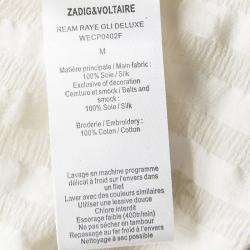 ZADIG&VOLTAIRE
REAM RAYE GLI DELUXE
WECP0402F
M
Matière principale / Main fabric :
100% Soie / Silk
Exclusive of decoration
Ceinture et smock / Belts and
smock :
100% Soie / Silk
Broderie / Embroidery :
100% Coton / Cotton
Lavage en machine programme
délicat à froid sur l'envers dans
un filet
Laver avec des couleurs similaires
Utiliser une lessive douce
Chlore interdit
Essorage faible (400tr/min)
Ne pas sécher en tambour
Repassage au fer froid à l'envers
Nettoyage à sec possible